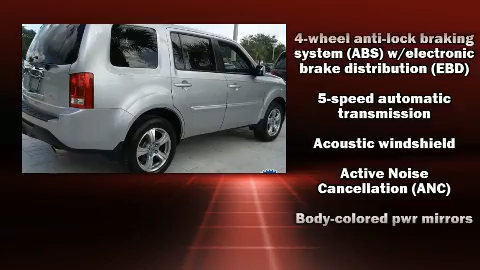 4-wheel anti-lock braking
system (ABS) w/electronic
brake distribution (EBD)
5-speed automatic
transmission
Acoustic windshield
Active Noise
Cancellation (ANC)
Body-colored pwr mirrors